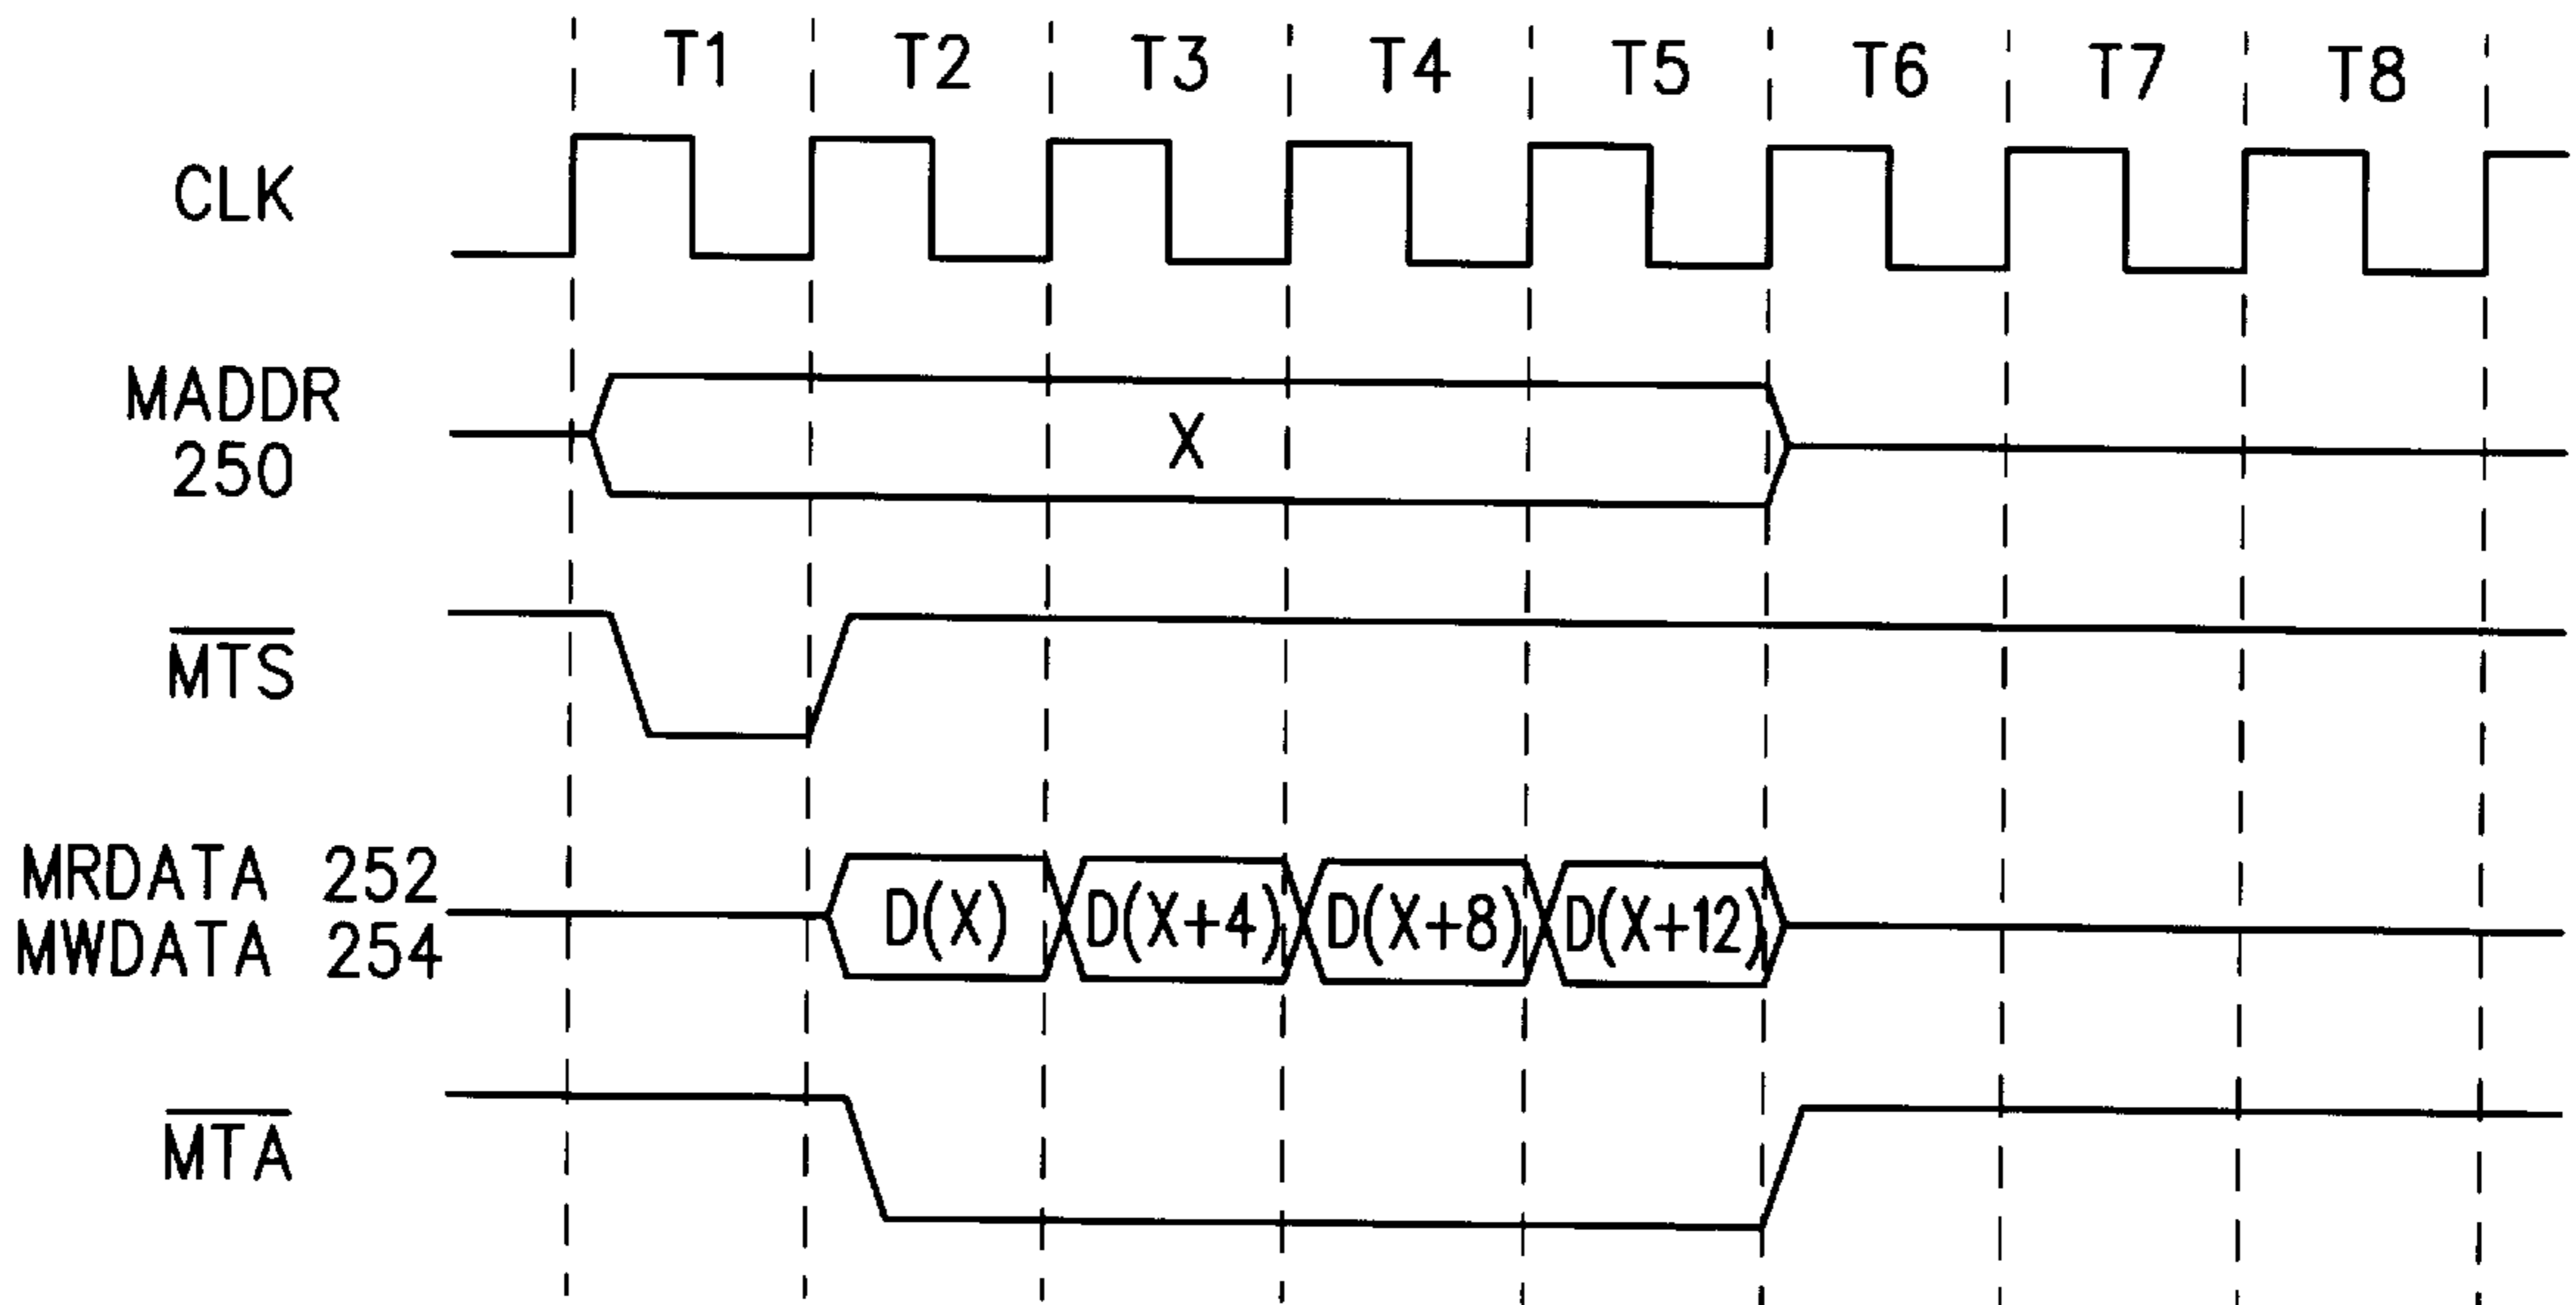 T1 T2 T3 T4 T5 T6 T7 T8
CLK
MADDR
250
X
MTS
MRDATA 252
MWDATA 254
D(X) D(X+4) D(X+8) D(X+12)
MTA